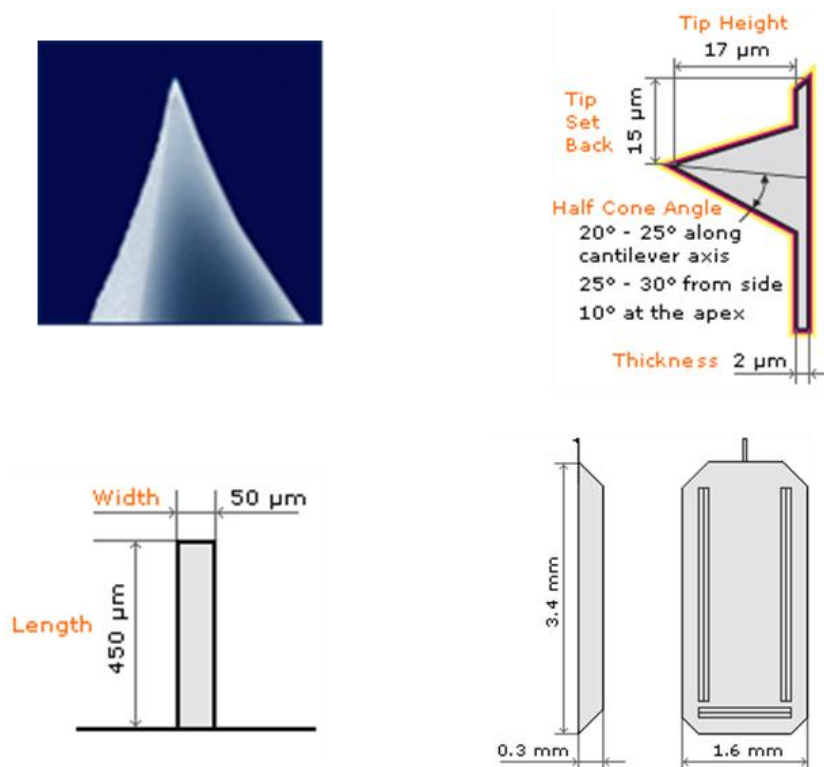 Tip Height
17 µm
Tip
Set
Back
15 µm
Half Cone Angle
20° - 25° along
cantilever axis
25° - 30° from side
10° at the apex
Thickness 2 µm
Width 50 µm
Length
450 µm
3.4 mm
0.3 mm
1.6 mm